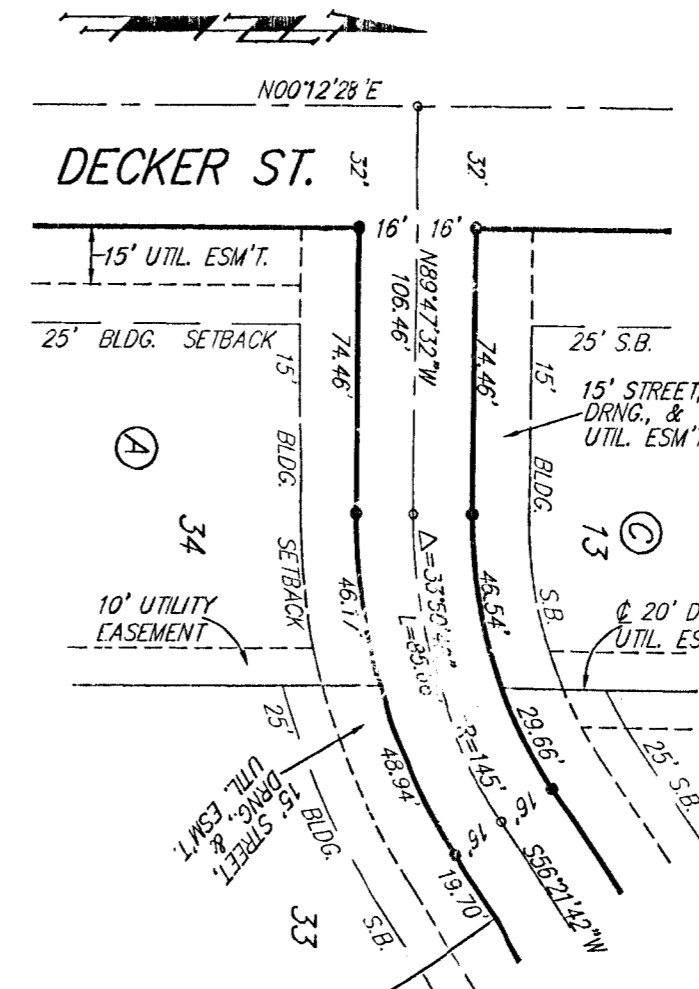 N00°12'28"E
DECKER ST.
32'
32'
16'
16'
15' UTIL. ESM'T.
N89°47'32"W
106.46'
25' BLDG. SETBACK
25' S.B.
74.46'
74.46'
15' BLDG. SETBACK
15' BLDG. S.B.
15' STREET,
DRNG., &
UTIL. ESM'T
A
34
C
13
10' UTILITY
EASEMENT
46.17'
46.54'
L=85.
R=145'
℄ 20' D
UTIL. ES
25' BLDG. S.B.
25' S.B.
48.94'
29.66'
15' STREET,
DRNG., &
UTIL. ESM'T.
16'
16'
S56°21'42"W
19.70'
33